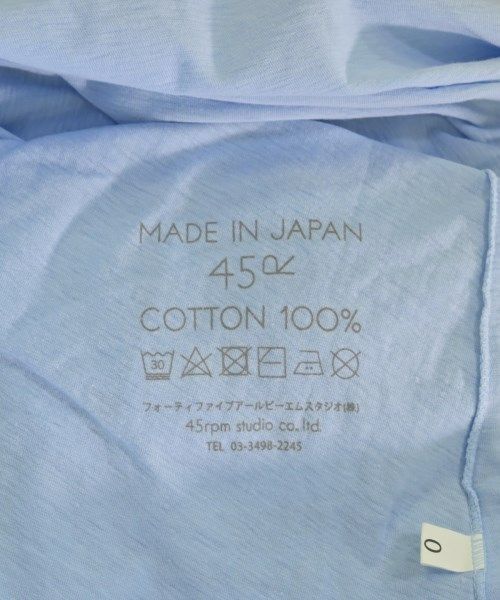 MADE IN JAPAN
45R
COTTON 100%
30
フォーティファイブアールピーエムスタジオ(株)
45rpm studio co.,ltd.
TEL 03-3498-2245
0